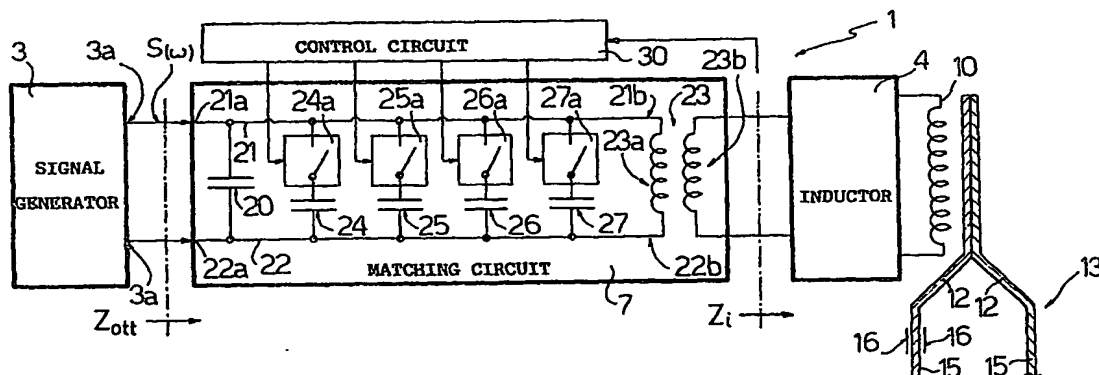 1
3
3a
S(ω)
CONTROL CIRCUIT
30
23b
4
10
21a
24a
25a
26a
27a
21b
23
21
23a
SIGNAL
GENERATOR
20
24
25
26
27
INDUCTOR
22a
22
MATCHING CIRCUIT
22b
3a
7
12
12
13
Zott
Zi
16
16
15
15